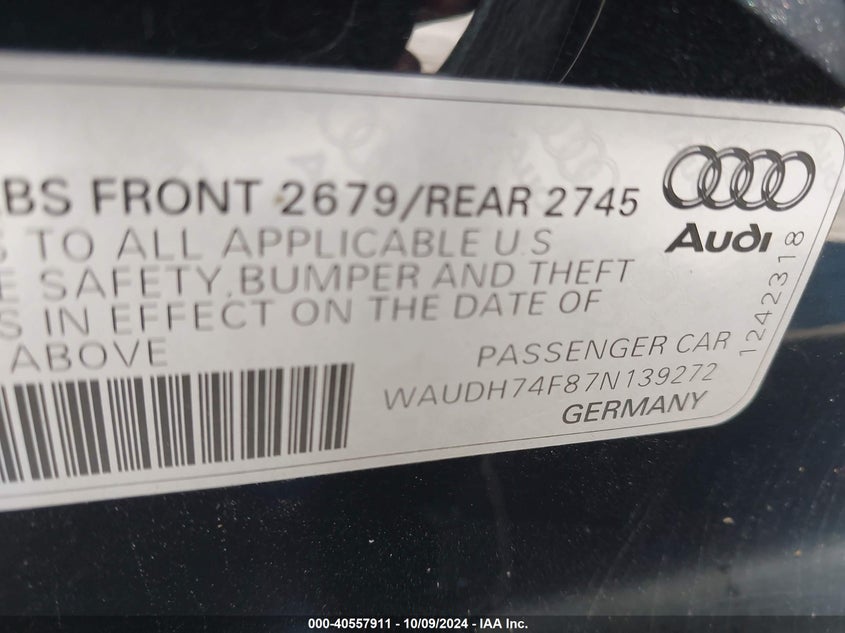 BS FRONT 2679/REAR 2745
Audi
S TO ALL APPLICABLE U.S
E SAFETY,BUMPER AND THEFT
S IN EFFECT ON THE DATE OF
ABOVE
PASSENGER CAR
WAUDH74F87N139272
GERMANY
1242318
000-40557911 - 10/09/2024 - IAA Inc.